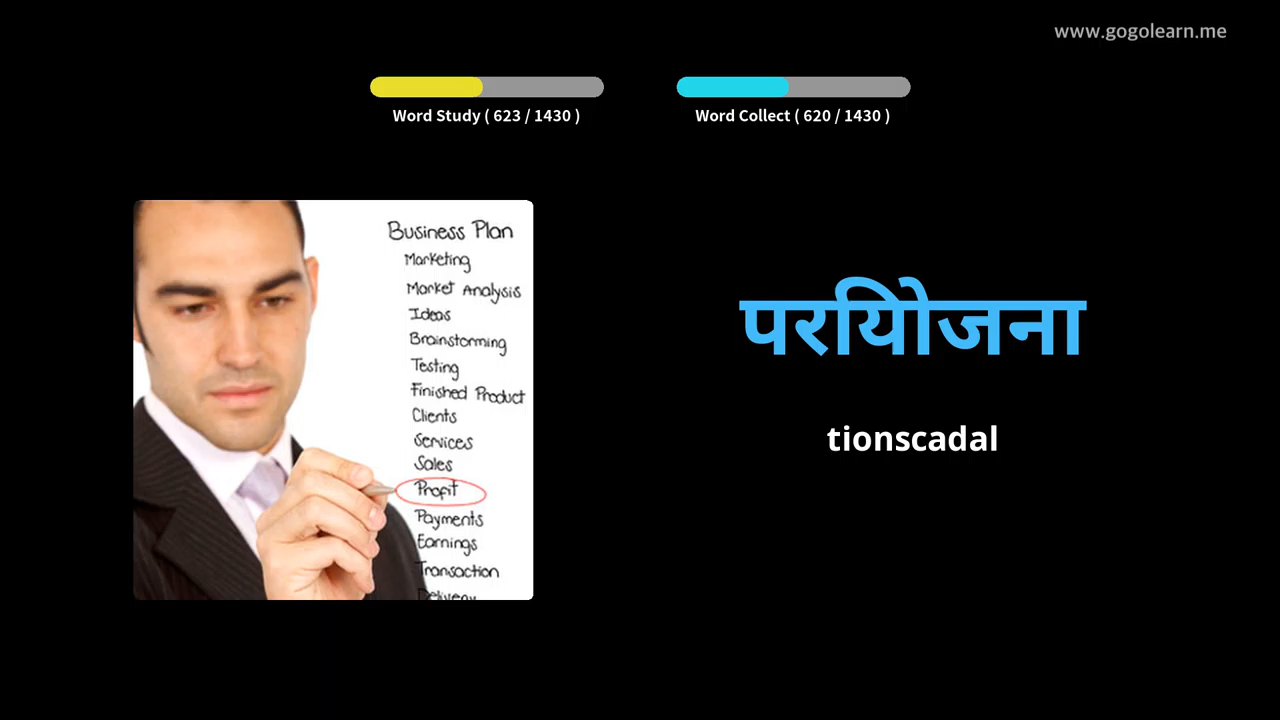 www.gogolearn.me
Word Study ( 623 / 1430 )
Word Collect ( 620 / 1430 )
Business Plan
Marketing
Market Analysis
Ideas
Brainstorming
Testing
Finished Product
Clients
Services
Sales
Profit
Payments
Earnings
Transaction
Delivery
परियोजना
tionscadal